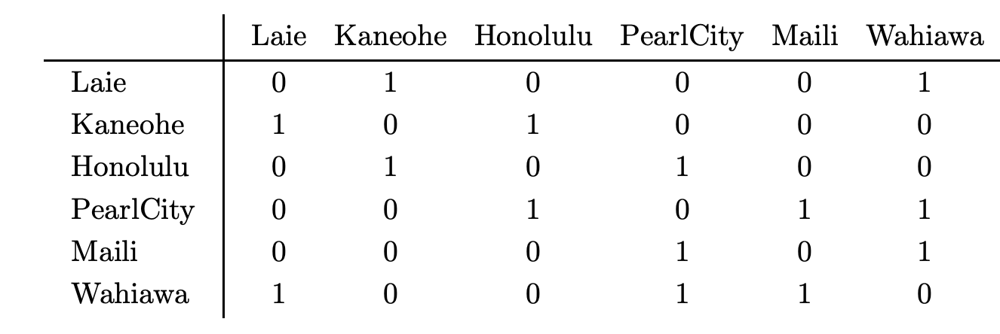 Laie Kaneohe Honolulu PearlCity Maili Wahiawa
Laie 0 1 0 0 0 1
Kaneohe 1 0 1 0 0 0
Honolulu 0 1 0 1 0 0
PearlCity 0 0 1 0 1 1
Maili 0 0 0 1 0 1
Wahiawa 1 0 0 1 1 0